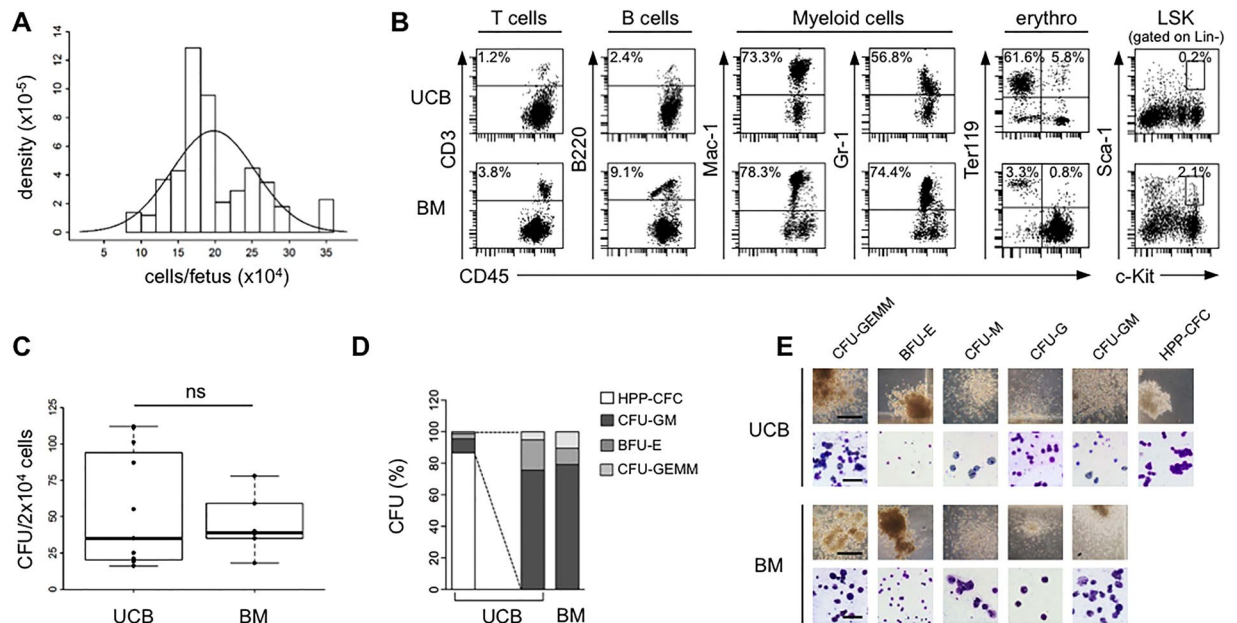 A
density (x10-5)
14
12
10
8
6
4
2
0
5 10 15 20 25 30 35
cells/fetus (x10⁴)
B
T cells B cells Myeloid cells erythro LSK
(gated on Lin-)
UCB
1.2% 2.4% 73.3% 56.8% 61.6% 5.8% 0.2%
CD3 B220 Mac-1 Gr-1 Ter119 Sca-1
BM
3.8% 9.1% 78.3% 74.4% 3.3% 0.8% 2.1%
CD45 c-Kit
C
ns
CFU/2x10⁴ cells
125
100
75
50
25
0
UCB BM
D
HPP-CFC
CFU-GM
BFU-E
CFU-GEMM
CFU (%)
120
100
80
60
40
20
0
UCB BM
E
CFU-GEMM BFU-E CFU-M CFU-G CFU-GM HPP-CFC
UCB
BM